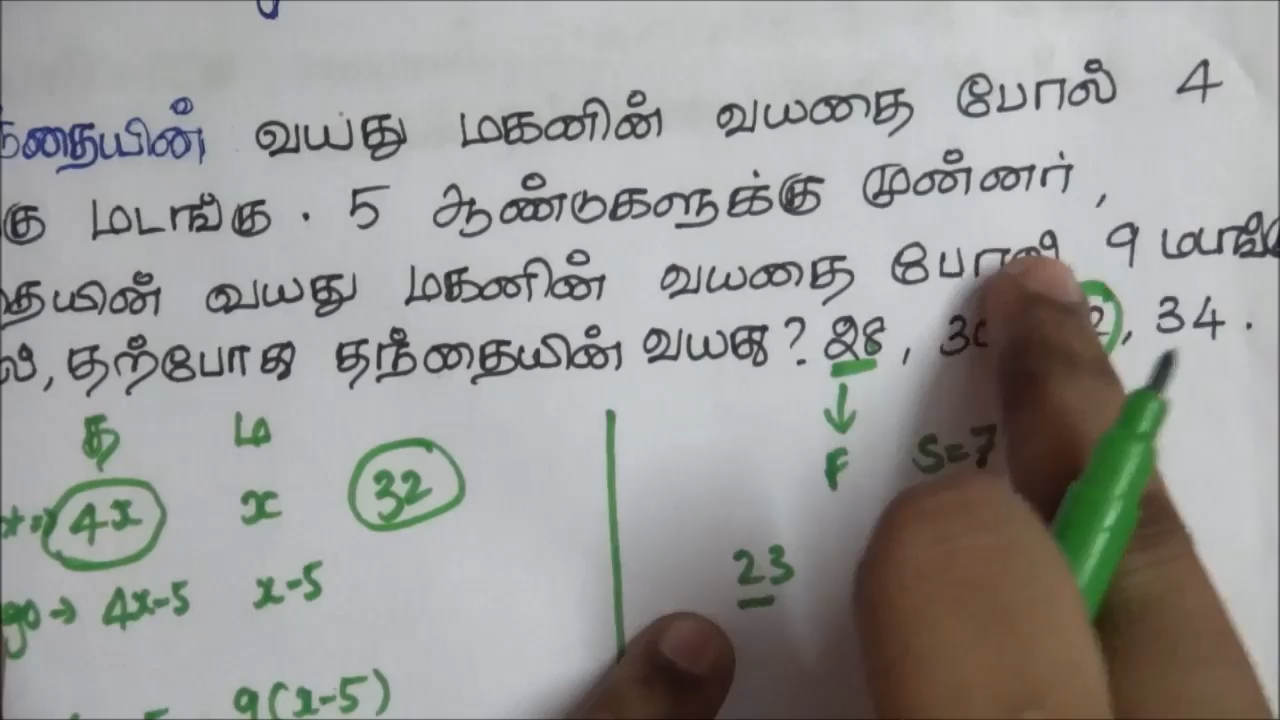 வயது மகனின் வயதை போல் 4
மடங்கு . 5 ஆண்டுகளுக்கு முன்னர்,
வயது மகனின் வயதை போல் 9
தற்போது தந்தையின் வயது? 28, 34.
த ம
4x x 32
F S=7
4x-5 x-5
23
9(x-5)